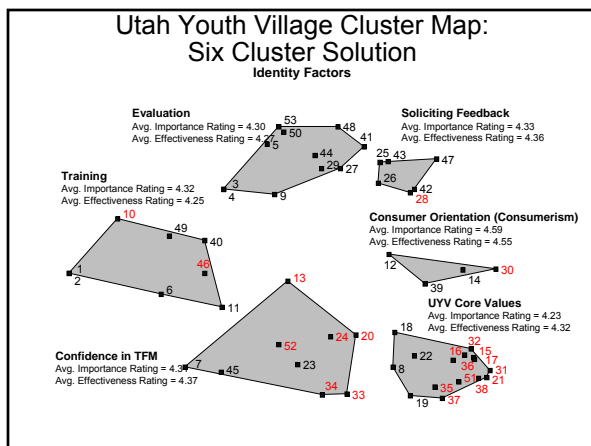 Utah Youth Village Cluster Map:
Six Cluster Solution
Identity Factors
Evaluation
Avg. Importance Rating = 4.30
Avg. Effectiveness Rating = 4.27
53
50
5
48
41
44
29
27
3
4
9
Soliciting Feedback
Avg. Importance Rating = 4.33
Avg. Effectiveness Rating = 4.36
25
43
47
26
42
28
Training
Avg. Importance Rating = 4.32
Avg. Effectiveness Rating = 4.25
10
49
40
46
1
2
6
11
Consumer Orientation (Consumerism)
Avg. Importance Rating = 4.59
Avg. Effectiveness Rating = 4.55
12
30
14
39
13
20
24
52
23
7
45
34
33
Confidence in TFM
Avg. Importance Rating = 4.3
Avg. Effectiveness Rating = 4.37
UYV Core Values
Avg. Importance Rating = 4.23
Avg. Effectiveness Rating = 4.32
18
32
22
16
15
17
36
8
31
51
21
35
38
19
37